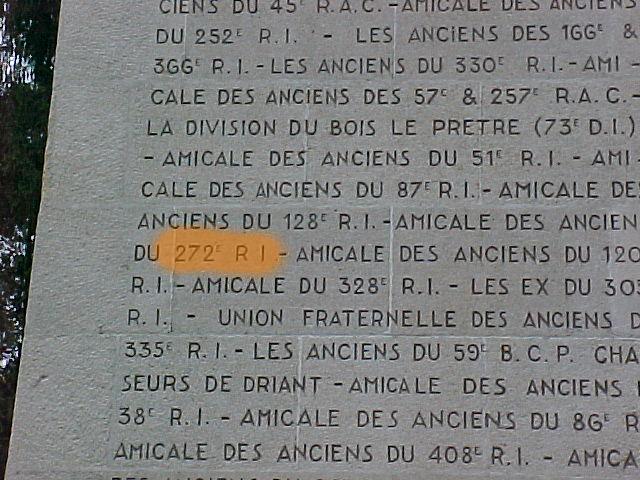 CIENS DU 45E R.A.C.-AMICALE DES ANCIENS
DU 252E R.I. - LES ANCIENS DES 166E &
366E R.I.-LES ANCIENS DU 330E R.I.-AMI-
CALE DES ANCIENS DES 57E & 257E R.A.C.-
LA DIVISION DU BOIS LE PRETRE (73E D.I.)
-AMICALE DES ANCIENS DU 51E R.I.-AMI-
CALE DES ANCIENS DU 87E R.I.-AMICALE DE
ANCIENS DU 128E R.I.-AMICALE DES ANCIEN
DU 272E R I.-AMICALE DES ANCIENS DU 120
R.I.-AMICALE DU 328E R.I.-LES EX DU 303
R.I. - UNION FRATERNELLE DES ANCIENS D
335E R.I.-LES ANCIENS DU 59E B.C.P. CHA
SEURS DE DRIANT -AMICALE DES ANCIENS
38E R.I.-AMICALE DES ANCIENS DU 86E R
AMICALE DES ANCIENS DU 408E R.I.- AMICA